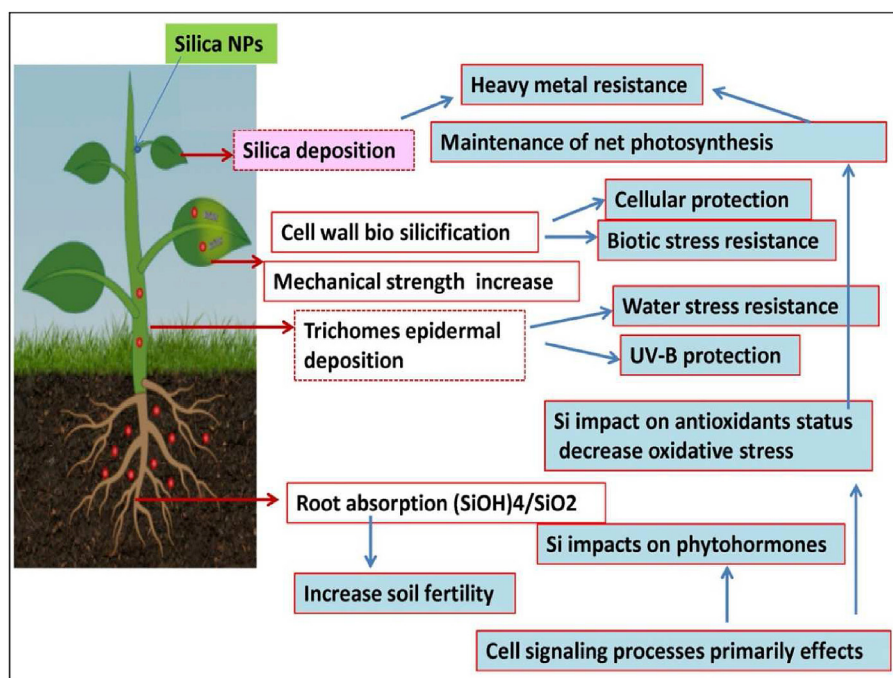 Silica NPs
Heavy metal resistance
Silica deposition
Maintenance of net photosynthesis
Cellular protection
Cell wall bio silicification
Biotic stress resistance
Mechanical strength increase
Water stress resistance
Trichomes epidermal
deposition
UV-B protection
Si impact on antioxidants status
decrease oxidative stress
Root absorption (SiOH)4/SiO2
Si impacts on phytohormones
Increase soil fertility
Cell signaling processes primarily effects